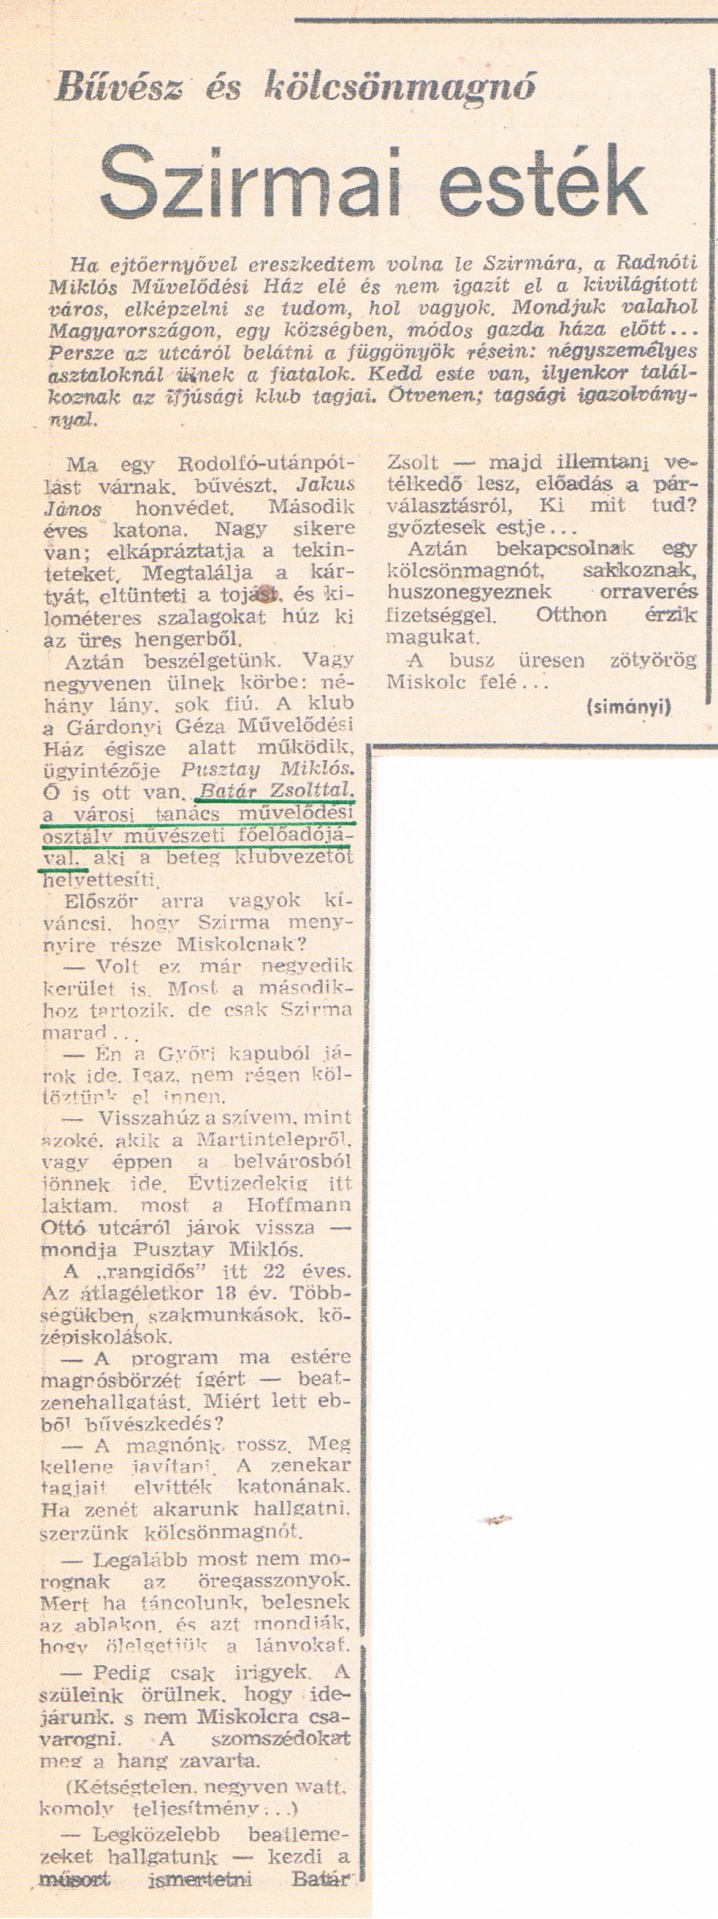 Bűvész és kölcsönmagnó
Szirmai esték
Ha ejtőernyővel ereszkedtem volna le Szirmára, a Radnóti
Miklós Művelődési Ház elé és nem igazít el a kivilágított
város, elképzelni se tudom, hol vagyok. Mondjuk valahol
Magyarországon, egy községben, módos gazda háza előtt...
Persze az utcáról belátni a függönyök résein: négyszemélyes
asztaloknál ülnek a fiatalok. Kedd este van, ilyenkor talál-
koznak az ifjúsági klub tagjai. Ötvenen; tagsági igazolvány-
nyal.
Ma egy Rodolfó-utánpót-
lást várnak, bűvészt, Jakus
János honvédet. Második
éves katona. Nagy sikere
van; elkápráztatja a tekin-
teteket. Megtalálja a kár-
tyát, eltünteti a tojást, és ki-
lométeres szalagokat húz ki
az üres hengerből.
Aztán beszélgetünk. Vagy
negyvenen ülnek körbe: né-
hány lány, sok fiú. A klub
a Gárdonyi Géza Művelődési
Ház égisze alatt működik,
ügyintézője Pusztay Miklós.
Ő is ott van, Batár Zsolttal,
a városi tanács művelődési
osztály művészeti főelőadójá-
val, aki a beteg klubvezetőt
helyettesíti.
Először arra vagyok kí-
váncsi, hogy Szirma meny-
nyire része Miskolcnak?
— Volt ez már negyedik
kerület is. Most a második-
hoz tartozik, de csak Szirma
marad...
— Én a Győri kapuból já-
rok ide. Igaz, nem régen köl-
töztünk el innen.
— Visszahúz a szívem, mint
azoké, akik a Martintelepről,
vagy éppen a belvárosból
jönnek ide. Évtizedekig itt
laktam, most a Hoffmann
Ottó utcáról járok vissza —
mondja Pusztay Miklós.
A „rangidős” itt 22 éves.
Az átlagéletkor 18 év. Több-
ségükben szakmunkások, kö-
zépiskolások.
— A program ma estére
magnósbörzét ígért — beat-
zenehallgatást. Miért lett eb-
ből bűvészkedés?
— A magnónk rossz. Meg
kellene javítani. A zenekar
tagjait elvitték katonának.
Ha zenét akarunk hallgatni,
szerzünk kölcsönmagnót.
— Legalább most nem mo-
rognak az öregasszonyok.
Mert ha táncolunk, belesnek
az ablakon, és azt mondják,
hogy ölelgetjük a lányokat.
— Pedig csak irigyek. A
szüleink örülnek, hogy ide-
járunk, s nem Miskolcra csa-
varogni. A szomszédokat
meg a hang zavarta.
(Kétségtelen, negyven watt,
komoly teljesítmény...)
— Legközelebb beatleme-
zeket hallgatunk — kezdi a
műsort ismertetni Batár
Zsolt — majd illemtani ve-
télkedő lesz, előadás a pár-
választásról, Ki mit tud?
győztesek estje...
Aztán bekapcsolnak egy
kölcsönmagnót, sakkoznak,
huszonegyeznek orraverés
fizetséggel. Otthon érzik
magukat.
A busz üresen zötyörög
Miskolc felé...
(simányi)